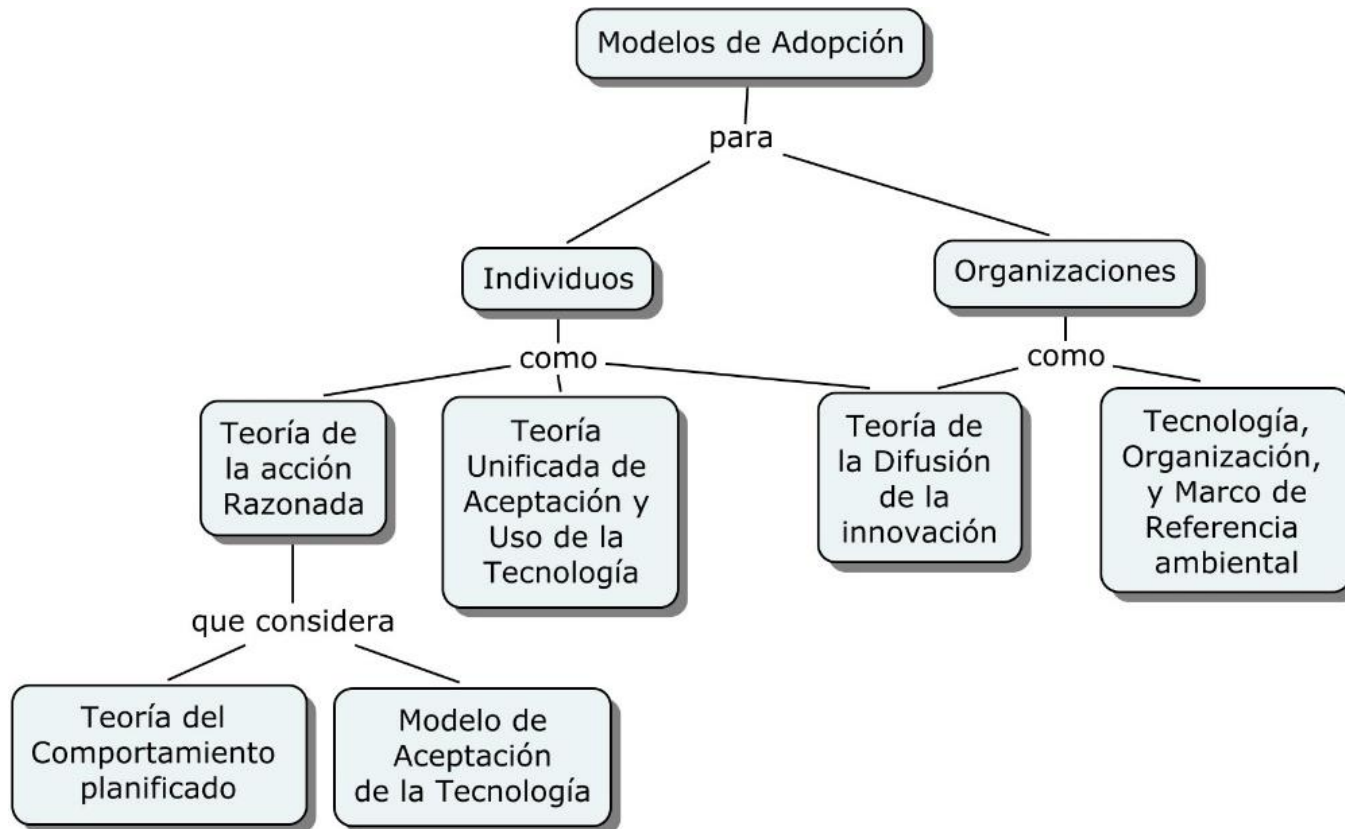 Modelos de Adopción
para
Individuos
Organizaciones
como
como
Teoría de
la acción
Razonada
Teoría
Unificada de
Aceptación y
Uso de la
Tecnología
Teoría de
la Difusión
de la
innovación
Tecnología,
Organización,
y Marco de
Referencia
ambiental
que considera
Teoría del
Comportamiento
planificado
Modelo de
Aceptación
de la Tecnología